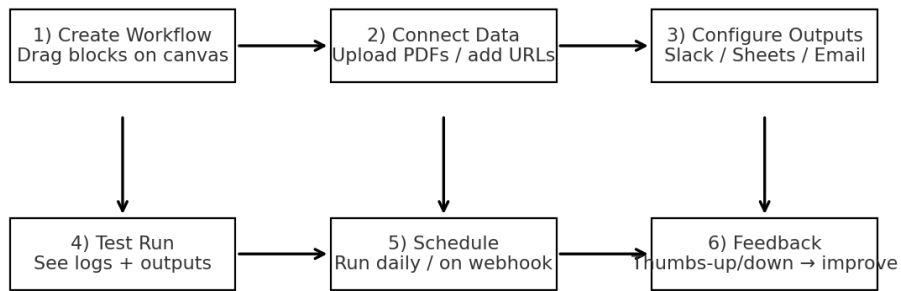 1) Create Workflow
Drag blocks on canvas
2) Connect Data
Upload PDFs / add URLs
3) Configure Outputs
Slack / Sheets / Email
4) Test Run
See logs + outputs
5) Schedule
Run daily / on webhook
6) Feedback
Thumbs-up/down → improve